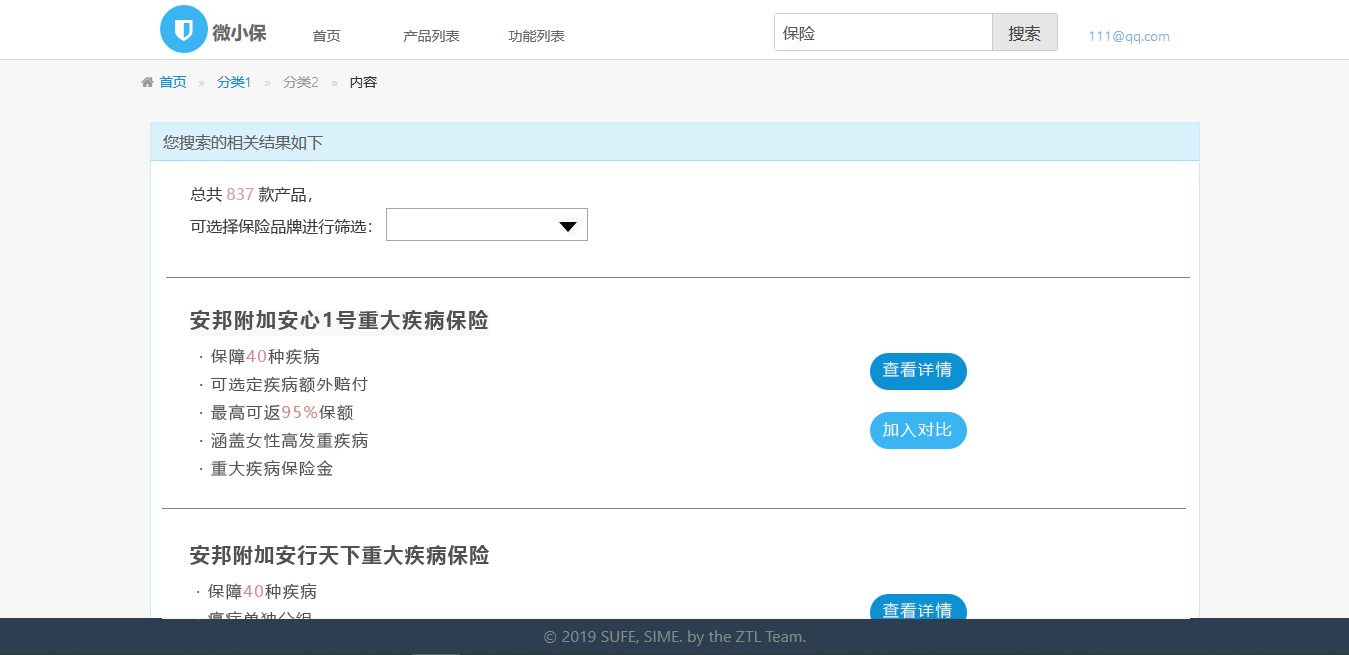 微小保 首页 产品列表 功能列表 保险 搜索 111@qq.com
首页 » 分类1 » 分类2 » 内容
您搜索的相关结果如下
总共 837 款产品，
可选择保险品牌进行筛选：
安邦附加安心1号重大疾病保险
· 保障40种疾病
· 可选定疾病额外赔付
· 最高可返95%保额
· 涵盖女性高发重疾病
· 重大疾病保险金
查看详情
加入对比
安邦附加安行天下重大疾病保险
· 保障40种疾病
· 癌症单独分组
查看详情
© 2019 SUFE, SIME. by the ZTL Team.